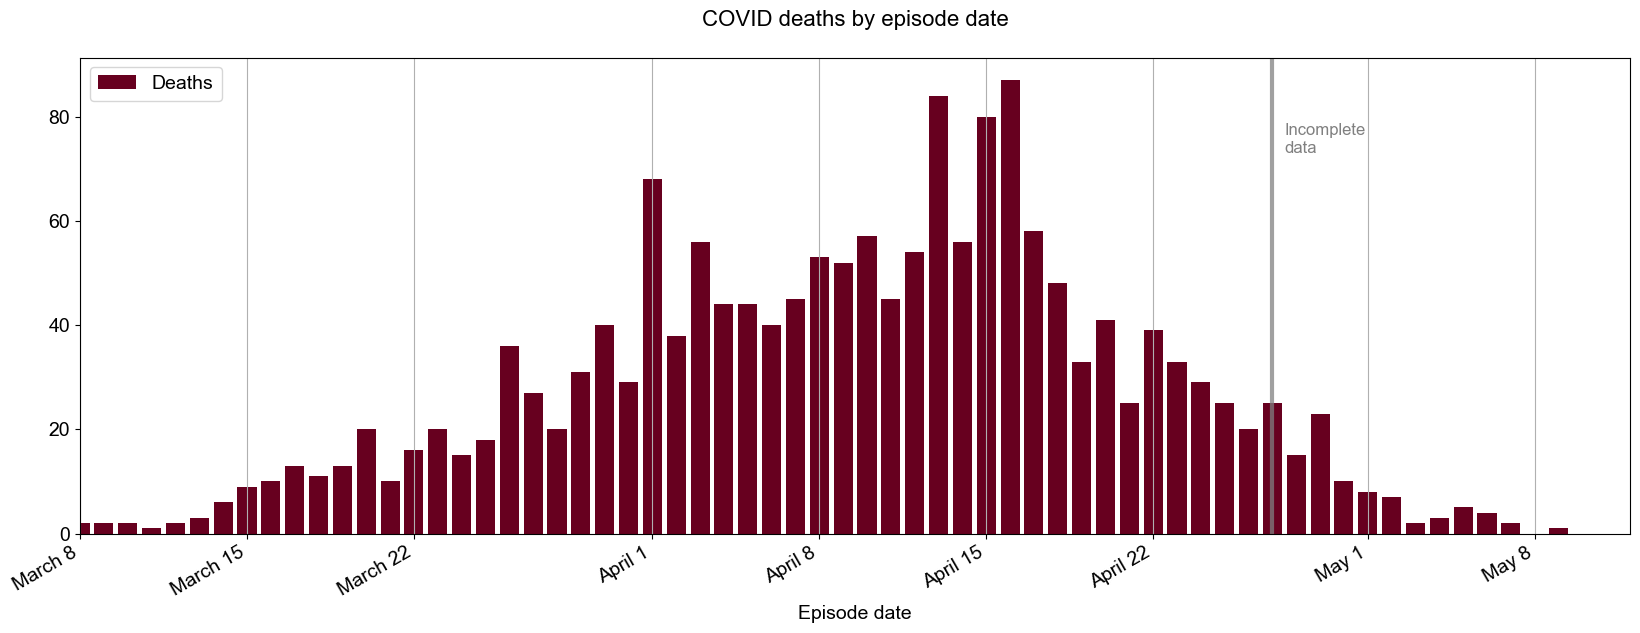 COVID deaths by episode date
Deaths
80
60
40
20
0
Incomplete
data
March 8
March 15
March 22
April 1
April 8
April 15
April 22
May 1
May 8
Episode date